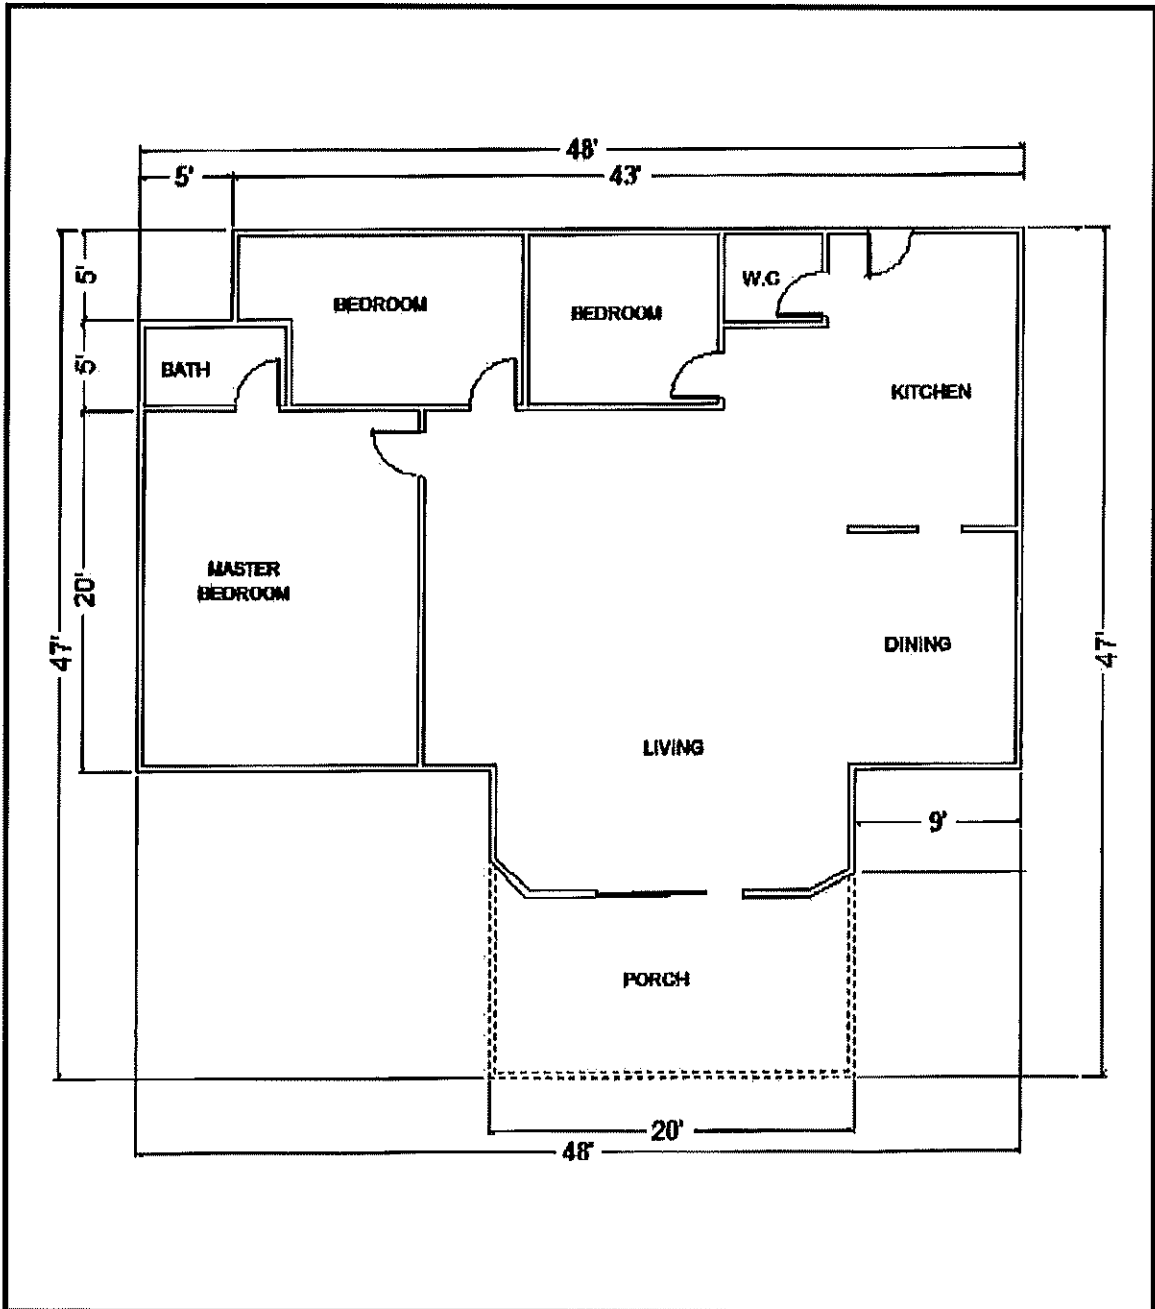 48'
5'
43'
5'
BEDROOM
BEDROOM
W.C
5'
BATH
KITCHEN
MASTER
BEDROOM
20'
47'
47'
DINING
LIVING
9'
PORCH
20'
48'